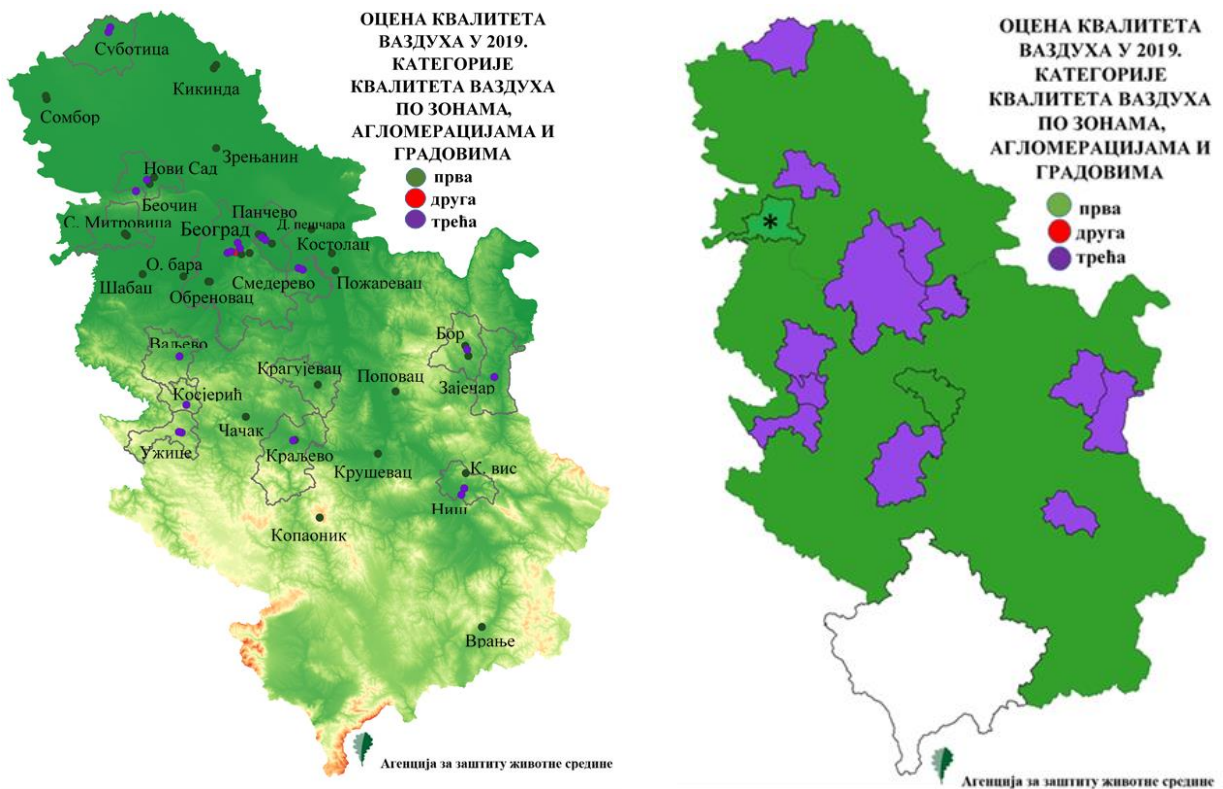 ОЦЕНА КВАЛИТЕТА
ВАЗДУХА У 2019.
КАТЕГОРИЈЕ
КВАЛИТЕТА ВАЗДУХА
ПО ЗОНАМА,
АГЛОМЕРАЦИЈАМА И
ГРАДОВИМА
прва
друга
трећа
Суботица
Кикинда
Сомбор
Зрењанин
Нови Сад
Беочин
С. Митровица
Панчево
Београд
Д. пешчара
Костолац
О. бара
Шабац
Смедерево
Пожаревац
Обреновац
Бор
Ваљево
Крагујевац
Поповац
Зајечар
Косјерић
Чачак
Ужице
Краљево
Крушевац
К. вис
Ниш
Копаоник
Врање
Агенција за заштиту животне средине
ОЦЕНА КВАЛИТЕТА
ВАЗДУХА У 2019.
КАТЕГОРИЈЕ
КВАЛИТЕТА ВАЗДУХА
ПО ЗОНАМА,
АГЛОМЕРАЦИЈАМА И
ГРАДОВИМА
прва
друга
трећа
*
Агенција за заштиту животне средине